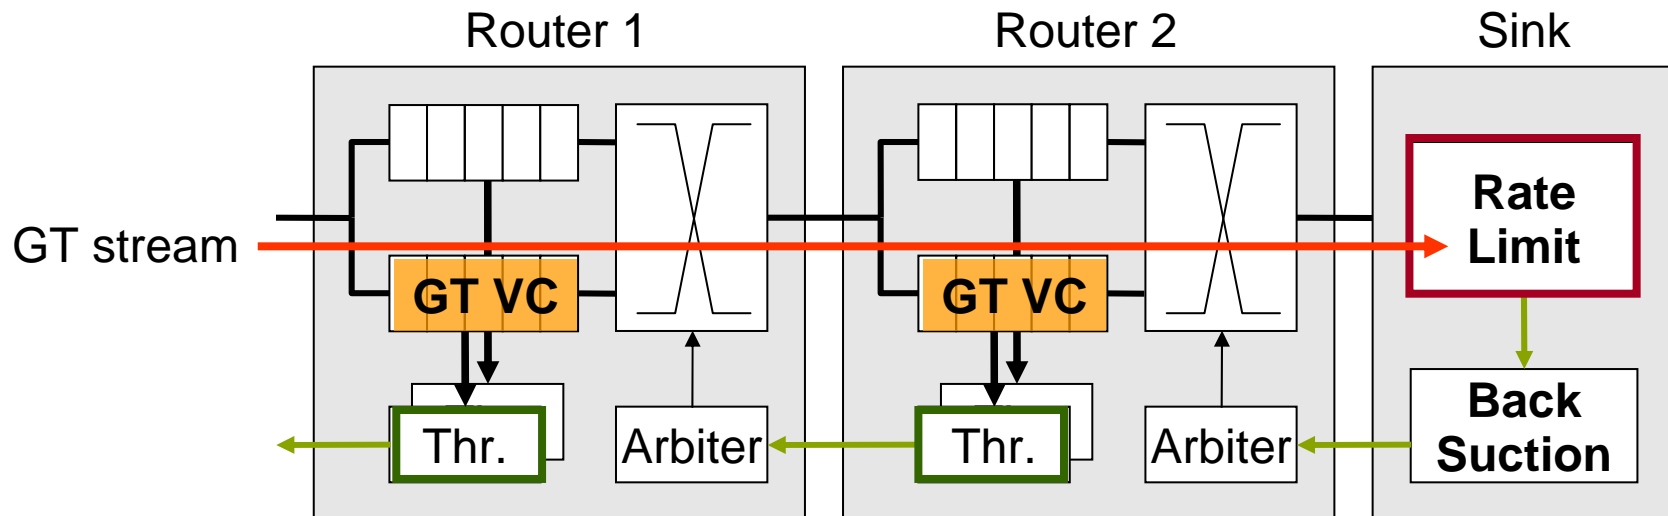 Router 1
Router 2
Sink
GT stream
GT VC
GT VC
Rate
Limit
Thr.
Arbiter
Thr.
Arbiter
Back
Suction